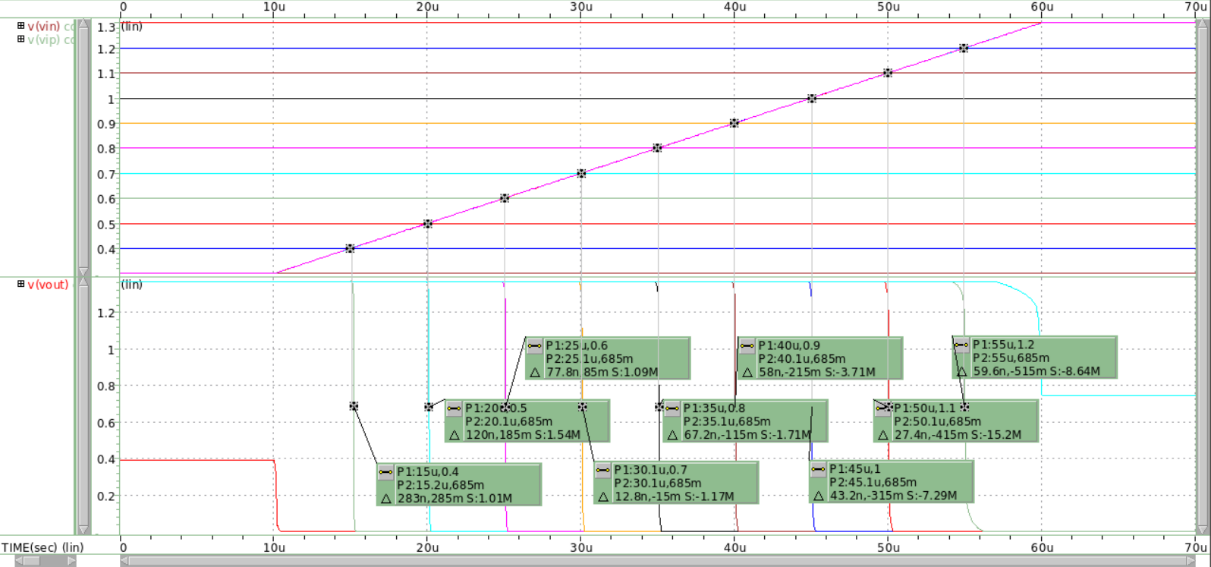 0 10u 20u 30u 40u 50u 60u 70u
v(vin) co
v(vip) co
(lin)
1.3
1.2
1.1
1
0.9
0.8
0.7
0.6
0.5
0.4
v(vout)
(lin)
1.2
1
0.8
0.6
0.4
0.2
P1:25u,0.6
P2:25.1u,685m
77.8n 85m S:1.09M
P1:40u,0.9
P2:40.1u,685m
58n,-215m S:-3.71M
P1:55u,1.2
P2:55u,685m
59.6n,-515m S:-8.64M
P1:20u,0.5
P2:20.1u,685m
120n,185m S:1.54M
P1:35u,0.8
P2:35.1u,685m
67.2n,-115m S:-1.71M
P1:50u,1.1
P2:50.1u,685m
27.4n,-415m S:-15.2M
P1:15u,0.4
P2:15.2u,685m
283n,285m S:1.01M
P1:30.1u,0.7
P2:30.1u,685m
12.8n,-15m S:-1.17M
P1:45u,1
P2:45.1u,685m
43.2n,-315m S:-7.29M
TIME(sec) (lin)
0 10u 20u 30u 40u 50u 60u 70u